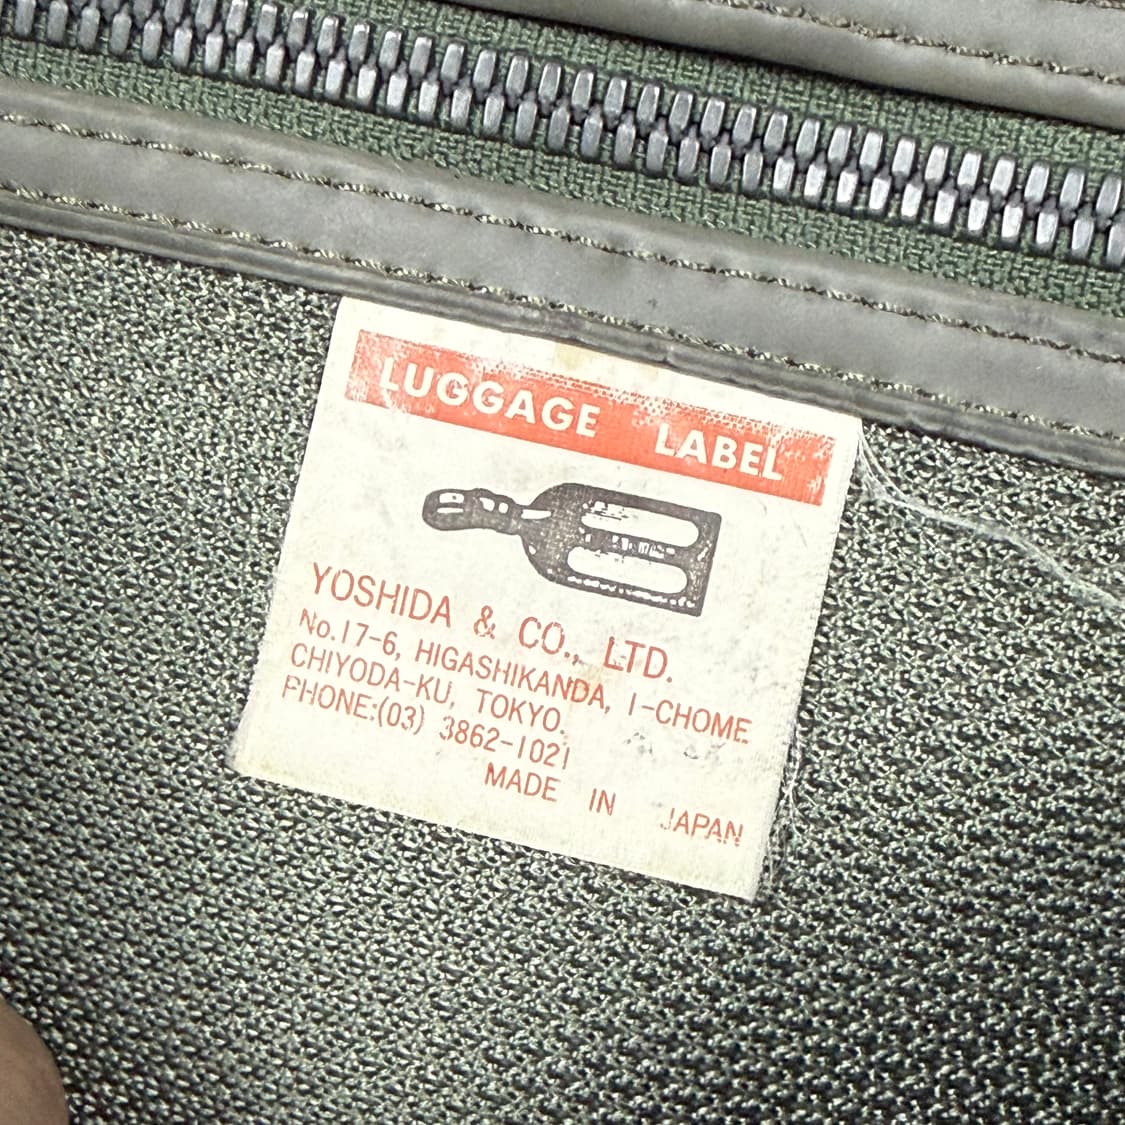 LUGGAGE LABEL
YOSHIDA & CO., LTD.
No.17-6, HIGASHIKANDA, 1-CHOME
CHIYODA-KU, TOKYO.
PHONE:(03) 3862-1021
MADE IN JAPAN